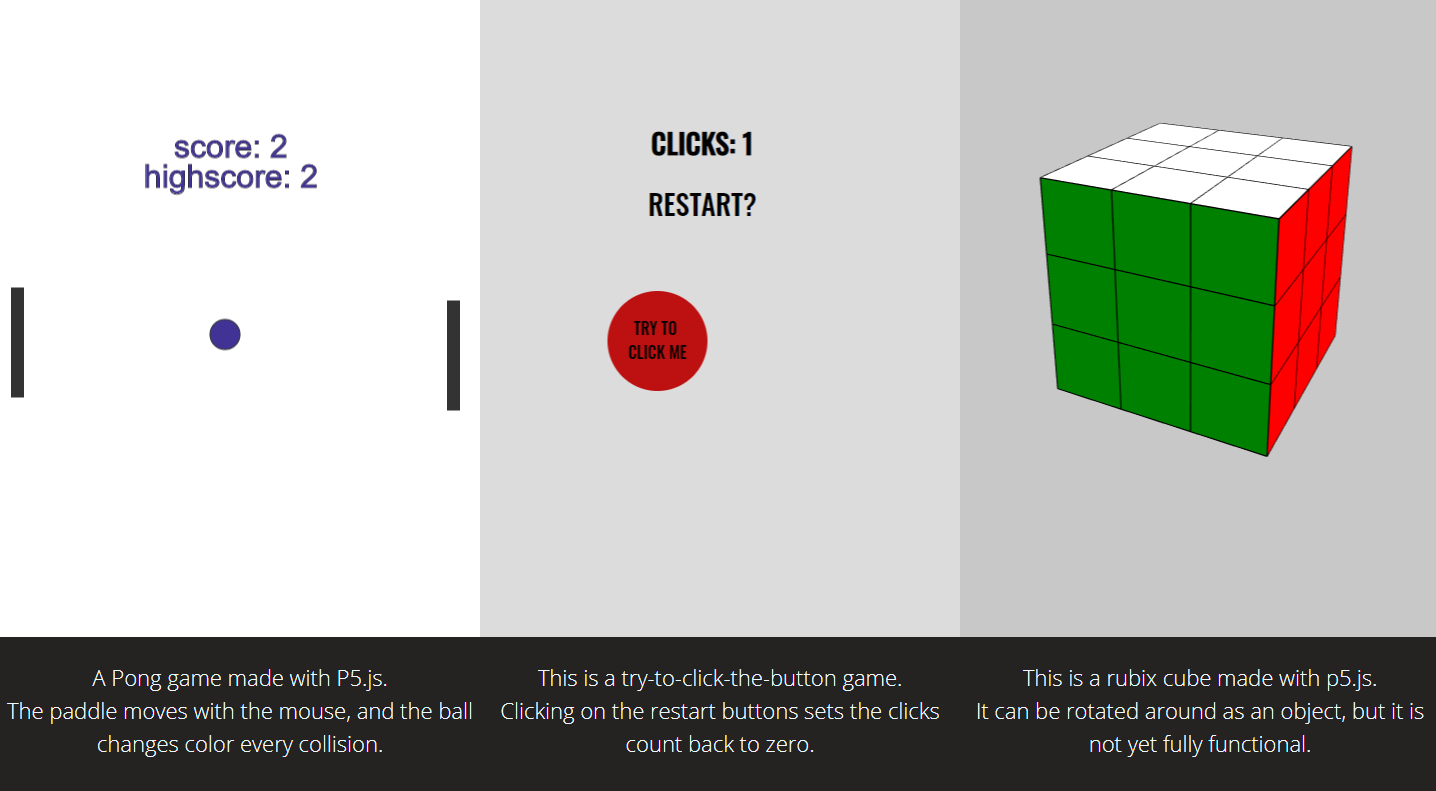 score: 2
highscore: 2
CLICKS: 1
RESTART?
TRY TO
CLICK ME
A Pong game made with P5.js.
The paddle moves with the mouse, and the ball
changes color every collision.
This is a try-to-click-the-button game.
Clicking on the restart buttons sets the clicks
count back to zero.
This is a rubix cube made with p5.js.
It can be rotated around as an object, but it is
not yet fully functional.